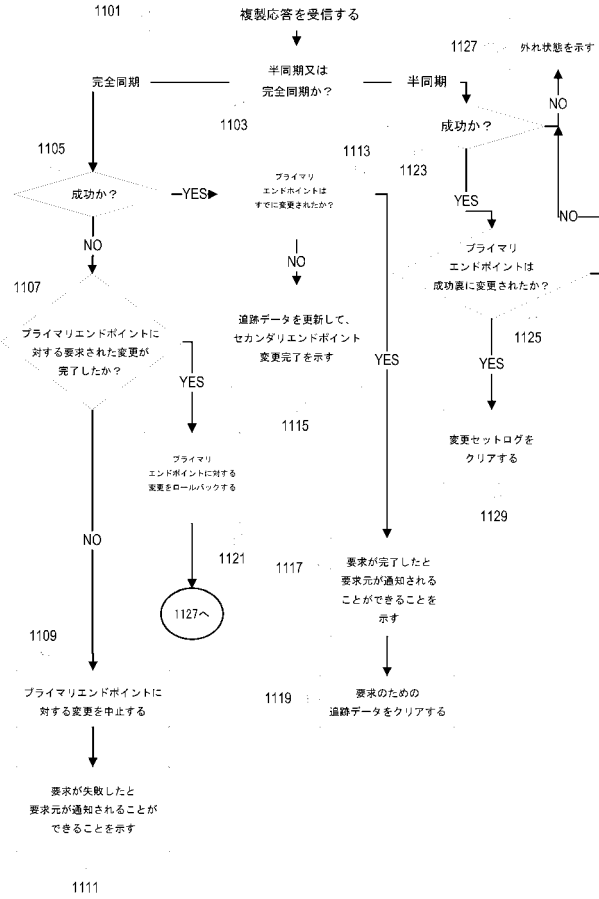 1101
複製応答を受信する
1127
外れ状態を示す
完全同期
半同期又は
完全同期か？
半同期
NO
1103
成功か？
1105
1113
1123
成功か？
YES
プライマリ
エンドポイントは
すでに変更されたか？
YES
NO
NO
NO
プライマリ
エンドポイントは
成功裏に変更されたか？
1107
追跡データを更新して、
セカンダリエンドポイント
変更完了を示す
プライマリエンドポイントに
対する要求された変更が
完了したか？
1125
YES
YES
YES
1115
変更セットログを
クリアする
プライマリ
エンドポイントに対する
変更をロールバックする
1129
NO
1121
1117
要求が完了したと
要求元が通知される
ことができることを
示す
1127へ
1109
プライマリエンドポイントに
対する変更を中止する
1119
要求のための
追跡データをクリアする
要求が失敗したと
要求元が通知されることが
できることを示す
1111